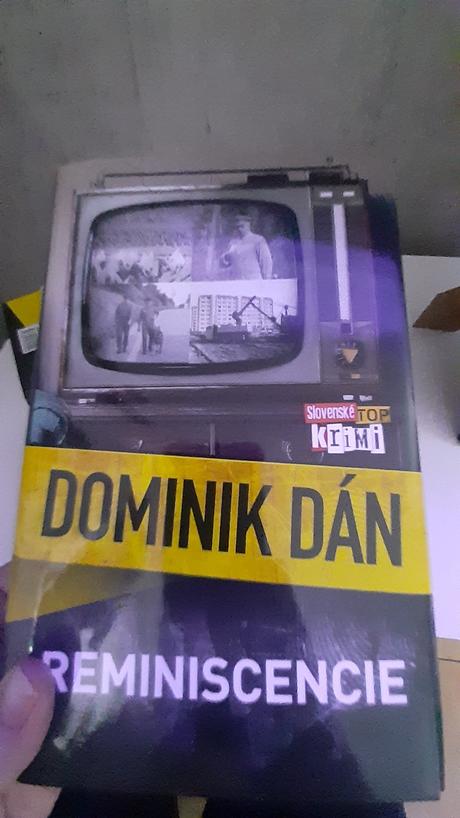 Slovenské TOP
Krimi
DOMINIK DÁN
REMINISCENCIE